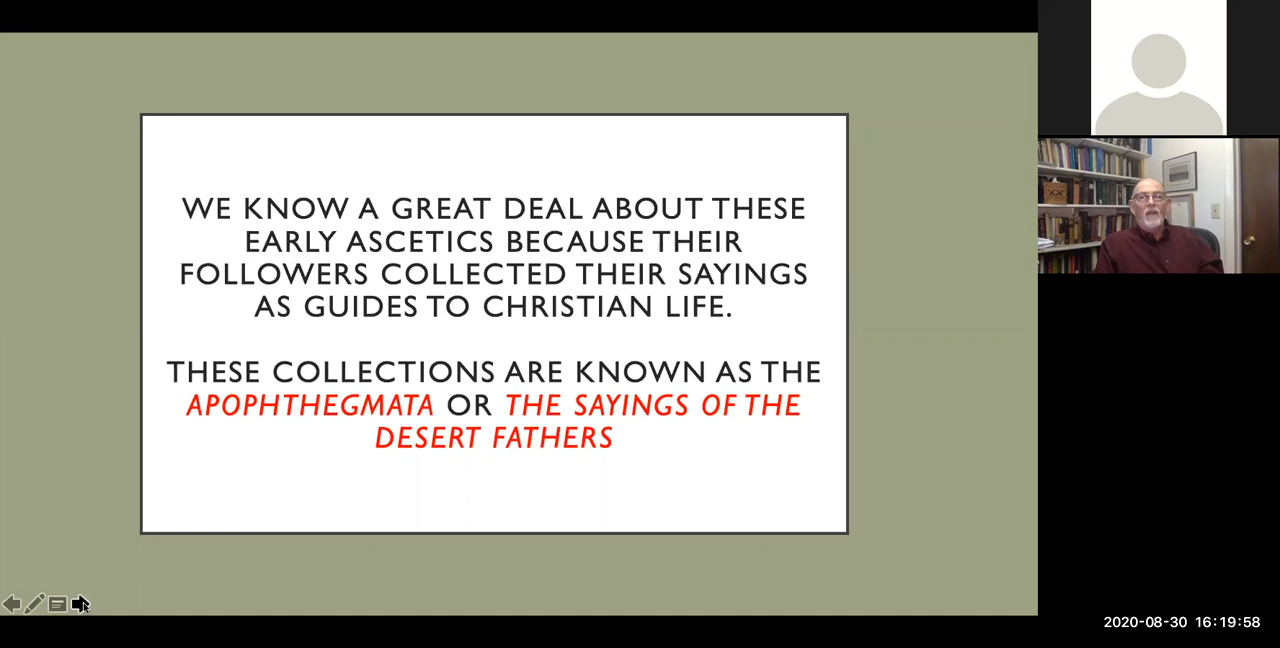 WE KNOW A GREAT DEAL ABOUT THESE
EARLY ASCETICS BECAUSE THEIR
FOLLOWERS COLLECTED THEIR SAYINGS
AS GUIDES TO CHRISTIAN LIFE.
THESE COLLECTIONS ARE KNOWN AS THE
APOPHTHEGMATA OR THE SAYINGS OF THE
DESERT FATHERS
2020-08-30 16:19:58